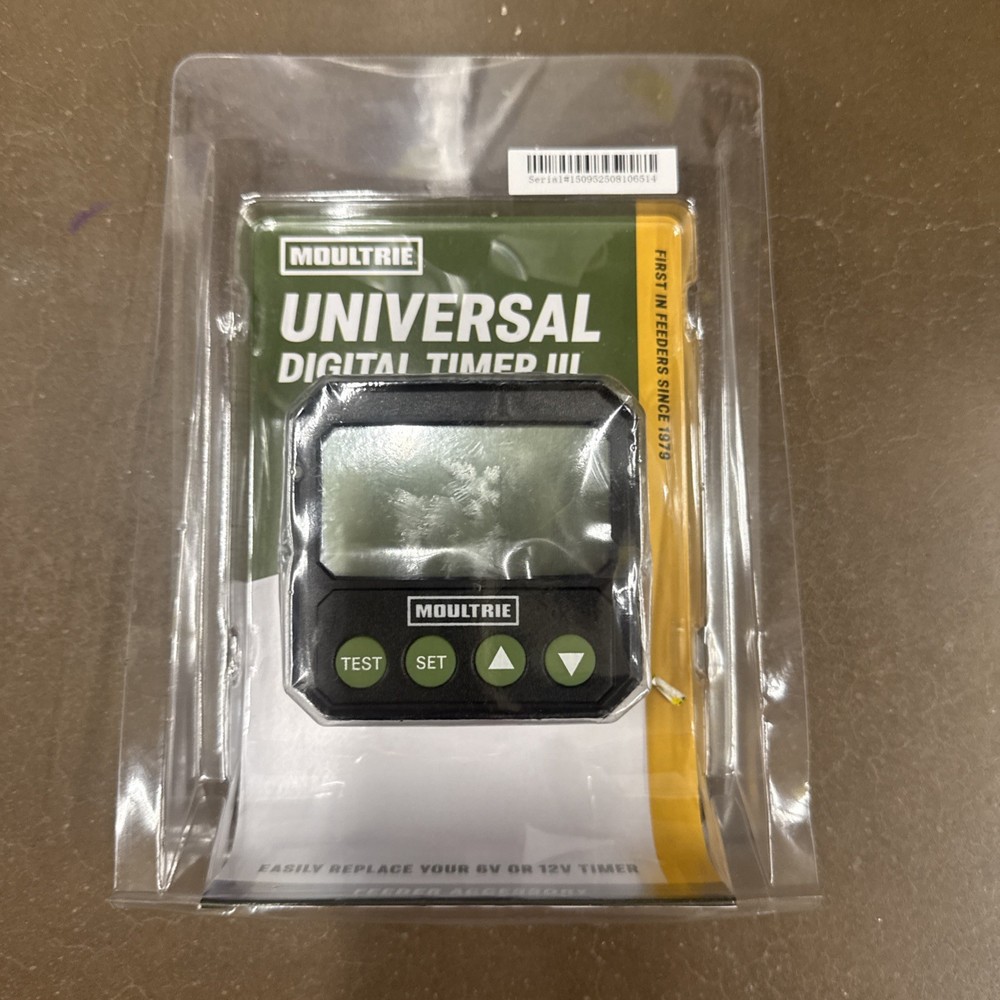 Serial#150952508106514
MOULTRIE
UNIVERSAL
DIGITAL TIMER III
FIRST IN FEEDERS SINCE 1979
MOULTRIE
TEST SET
EASILY REPLACE YOUR 6V OR 12V TIMER
FEEDER ACCESSORY